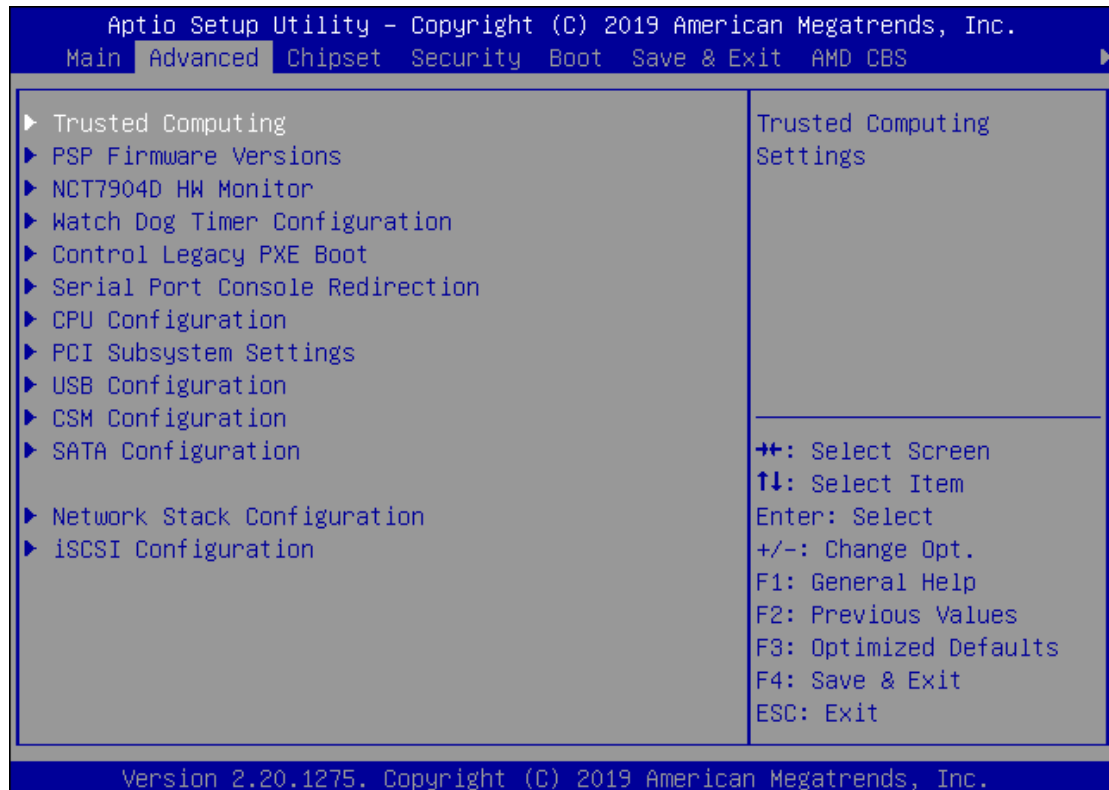 Aptio Setup Utility – Copyright (C) 2019 American Megatrends, Inc.
Main Advanced Chipset Security Boot Save & Exit AMD CBS ▶
▶ Trusted Computing
▶ PSP Firmware Versions
▶ NCT7904D HW Monitor
▶ Watch Dog Timer Configuration
▶ Control Legacy PXE Boot
▶ Serial Port Console Redirection
▶ CPU Configuration
▶ PCI Subsystem Settings
▶ USB Configuration
▶ CSM Configuration
▶ SATA Configuration
▶ Network Stack Configuration
▶ iSCSI Configuration
Trusted Computing
Settings
→←: Select Screen
↑↓: Select Item
Enter: Select
+/-: Change Opt.
F1: General Help
F2: Previous Values
F3: Optimized Defaults
F4: Save & Exit
ESC: Exit
Version 2.20.1275. Copyright (C) 2019 American Megatrends, Inc.